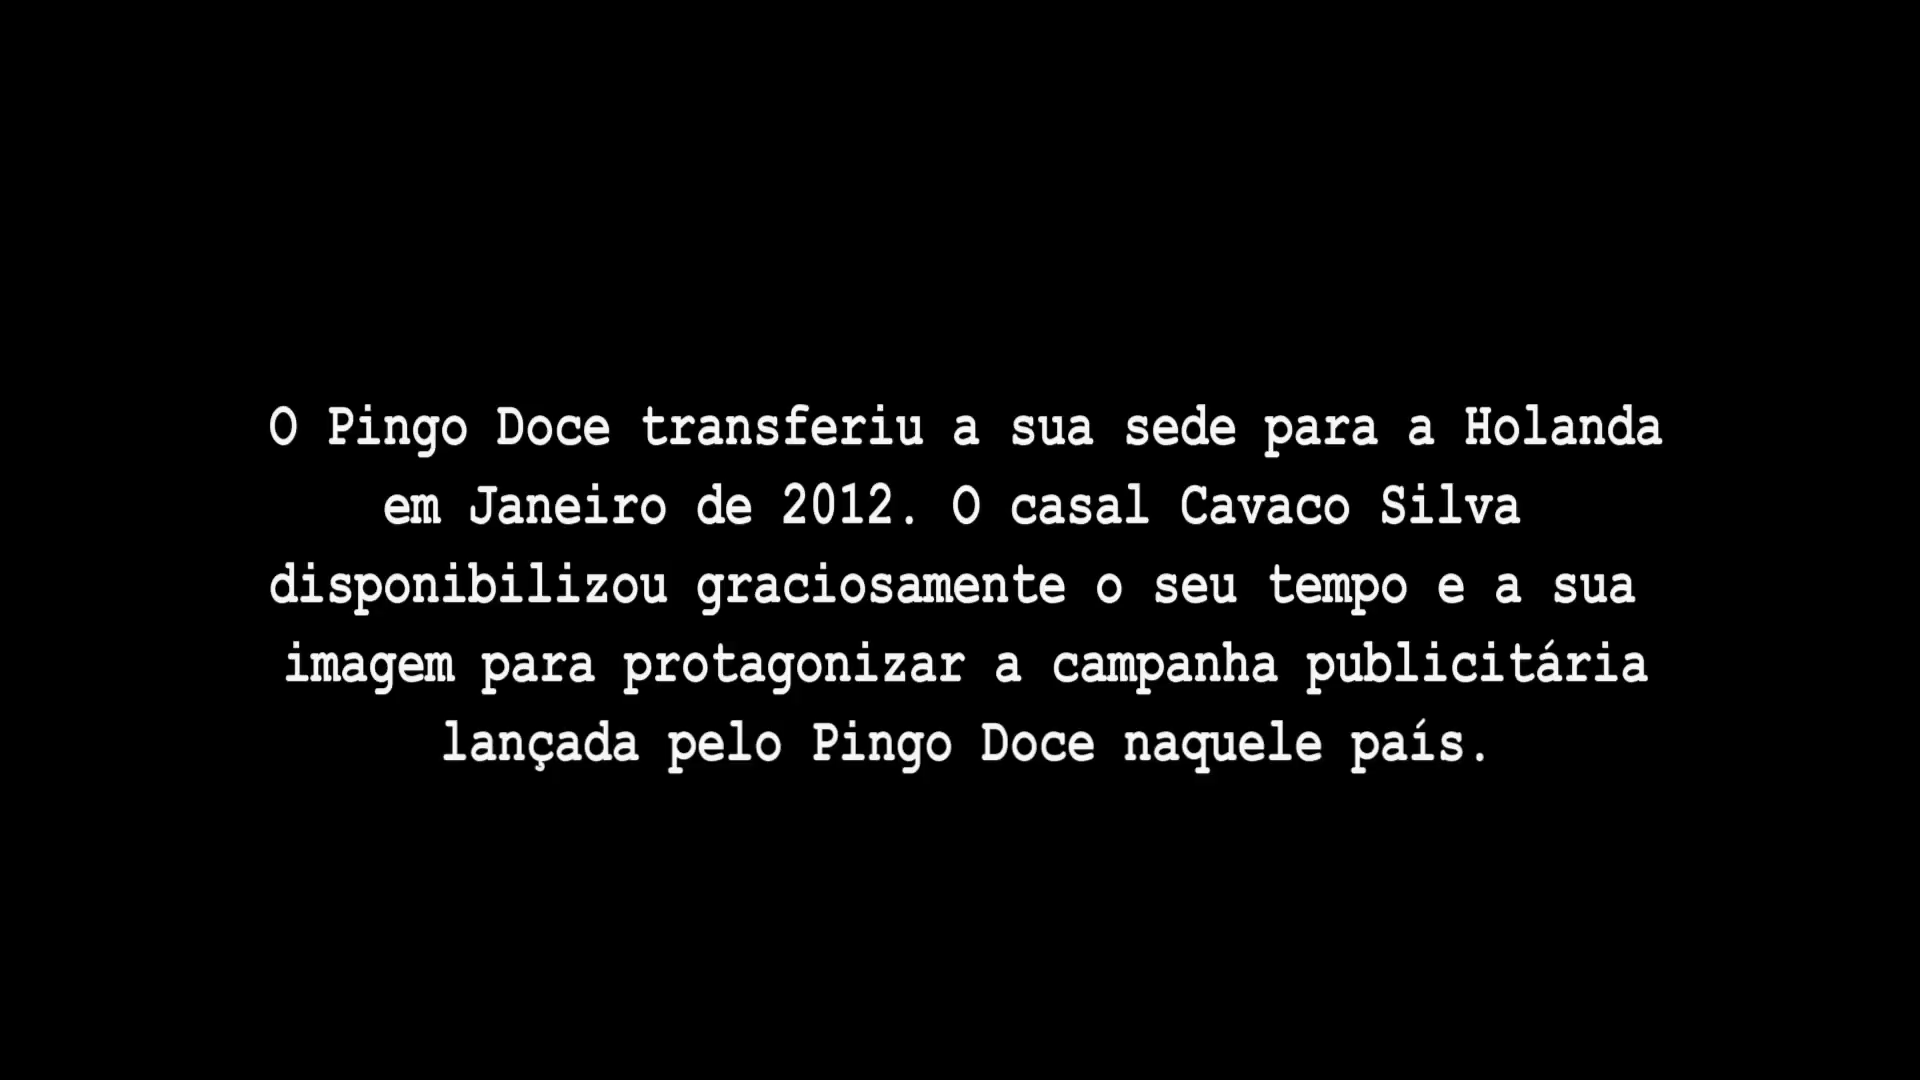 O Pingo Doce transferiu a sua sede para a Holanda
em Janeiro de 2012. O casal Cavaco Silva
disponibilizou graciosamente o seu tempo e a sua
imagem para protagonizar a campanha publicitária
lançada pelo Pingo Doce naquele país.